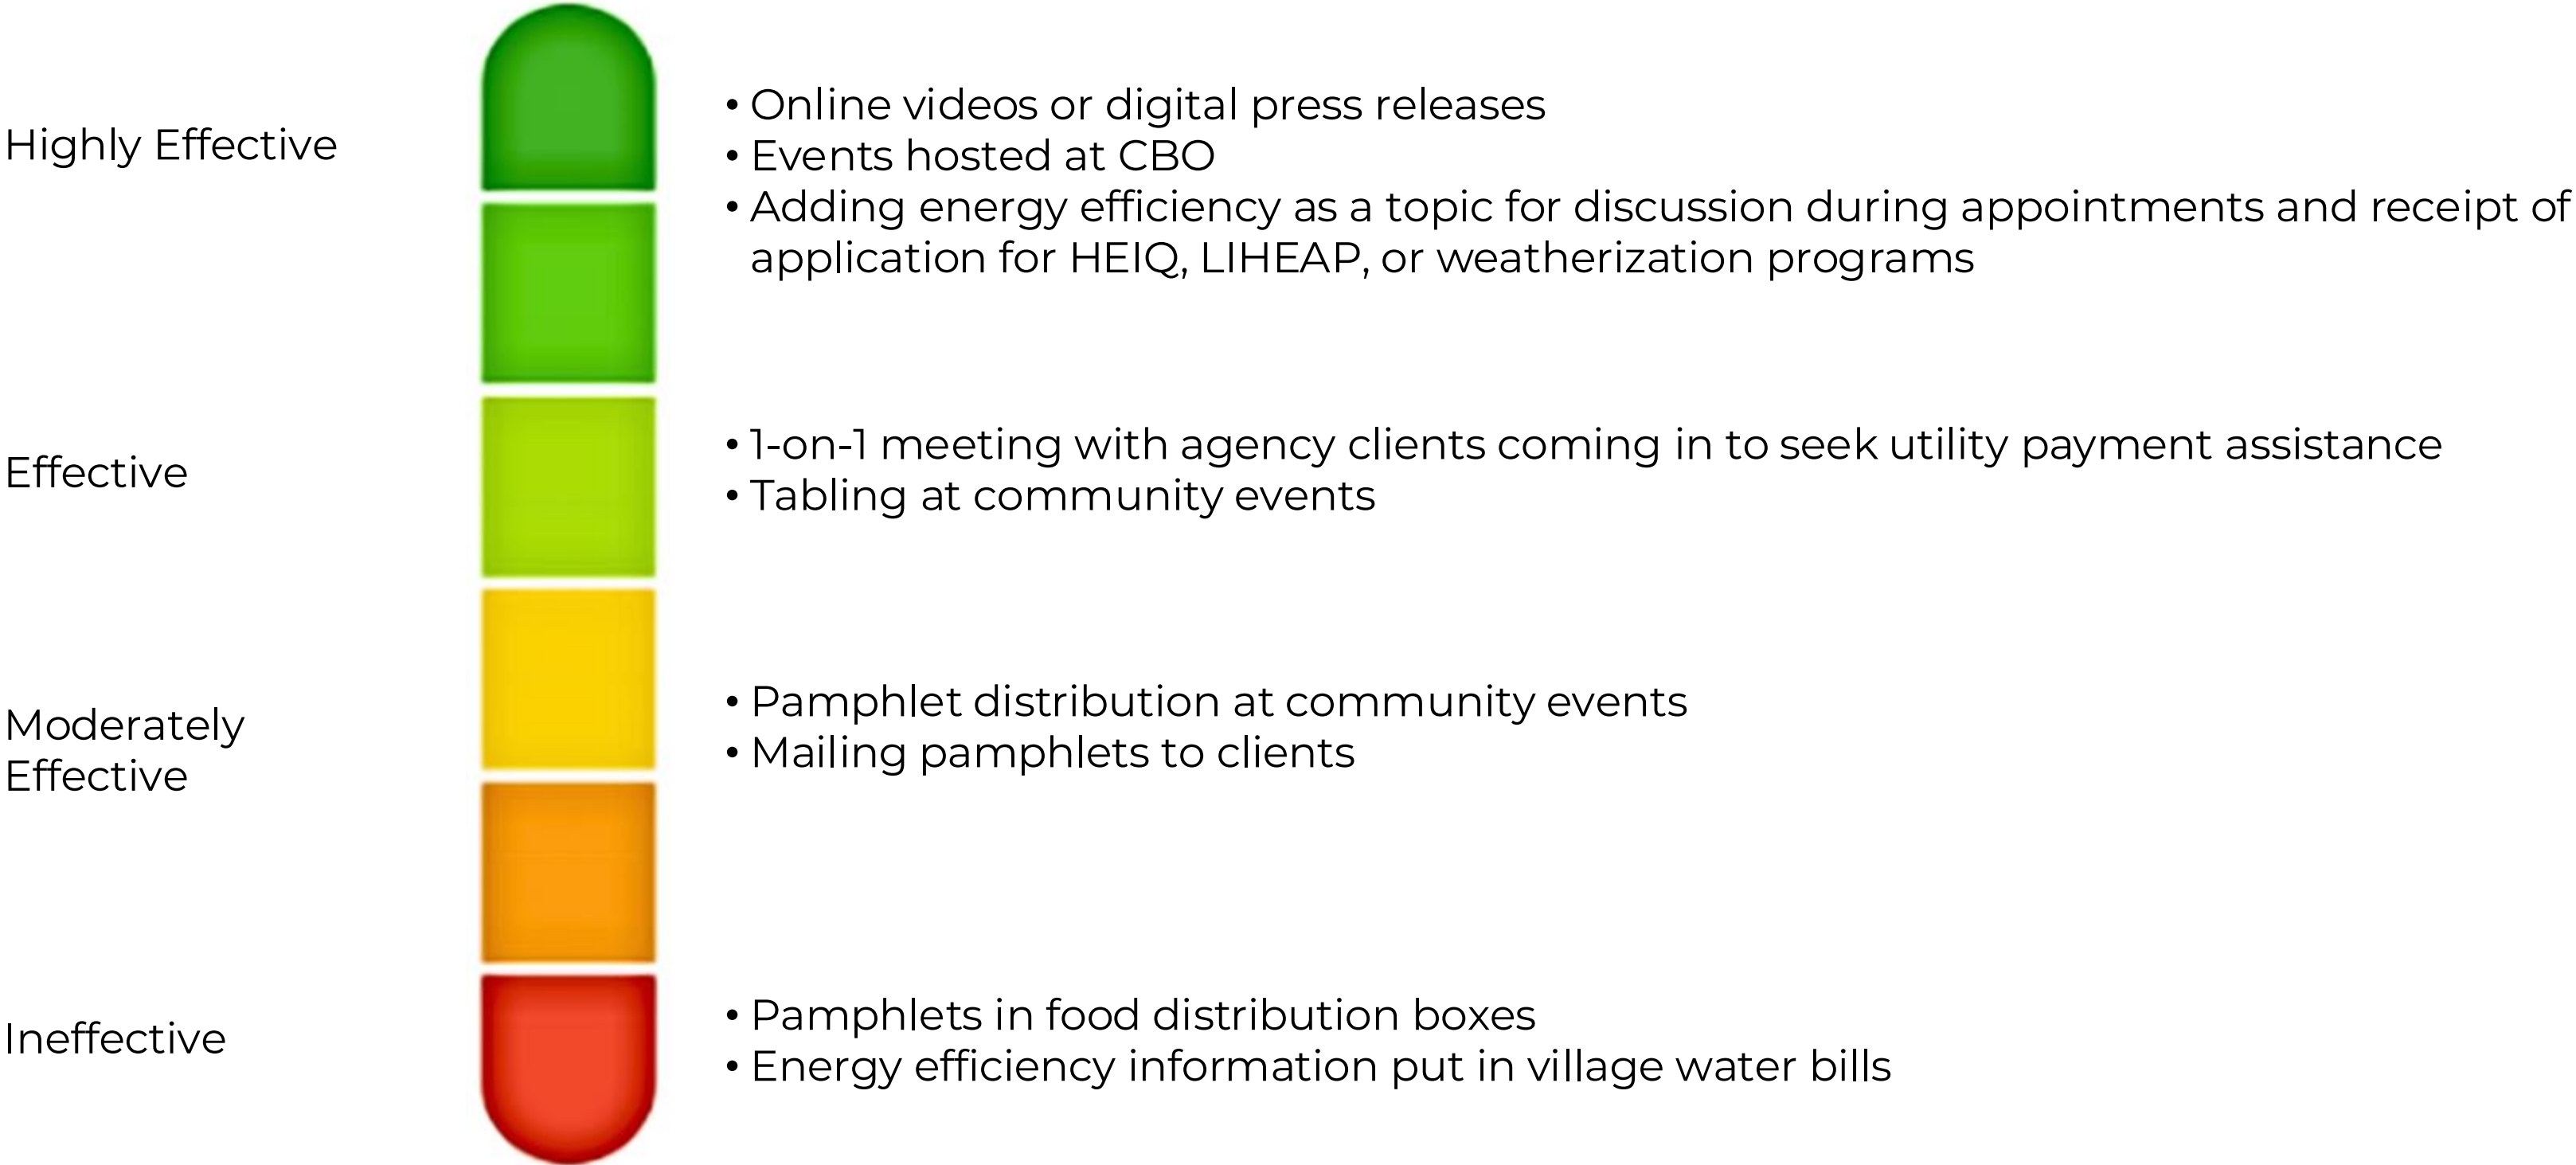 Highly Effective
• Online videos or digital press releases
• Events hosted at CBO
• Adding energy efficiency as a topic for discussion during appointments and receipt of
application for HEIQ, LIHEAP, or weatherization programs
Effective
• 1-on-1 meeting with agency clients coming in to seek utility payment assistance
• Tabling at community events
Moderately
Effective
• Pamphlet distribution at community events
• Mailing pamphlets to clients
Ineffective
• Pamphlets in food distribution boxes
• Energy efficiency information put in village water bills